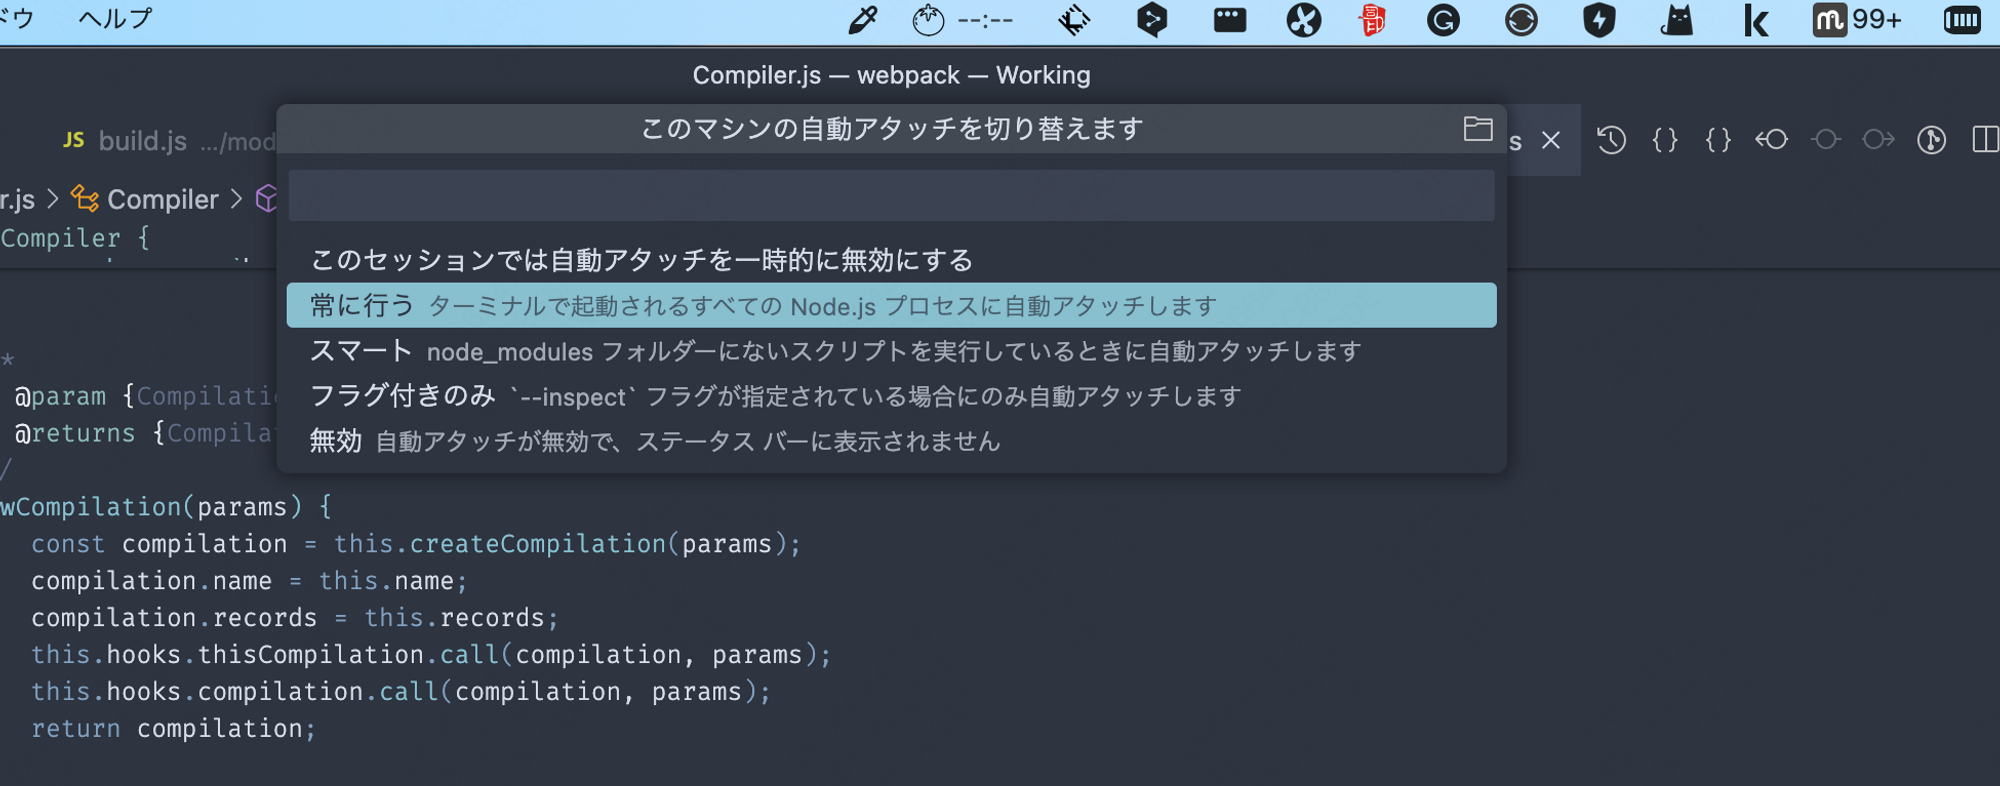 ドウ ヘルプ --:-- 99+
Compiler.js — webpack — Working
このマシンの自動アタッチを切り替えます
JS build.js .../mod s
r.js > Compiler >
Compiler {
このセッションでは自動アタッチを一時的に無効にする
常に行う ターミナルで起動されるすべての Node.js プロセスに自動アタッチします
スマート node_modules フォルダーにないスクリプトを実行しているときに自動アタッチします
フラグ付きのみ `--inspect` フラグが指定されている場合にのみ自動アタッチします
無効 自動アタッチが無効で、ステータス バーに表示されません
*
@param {Compilatio
@returns {Compila
/
wCompilation(params) {
const compilation = this.createCompilation(params);
compilation.name = this.name;
compilation.records = this.records;
this.hooks.thisCompilation.call(compilation, params);
this.hooks.compilation.call(compilation, params);
return compilation;